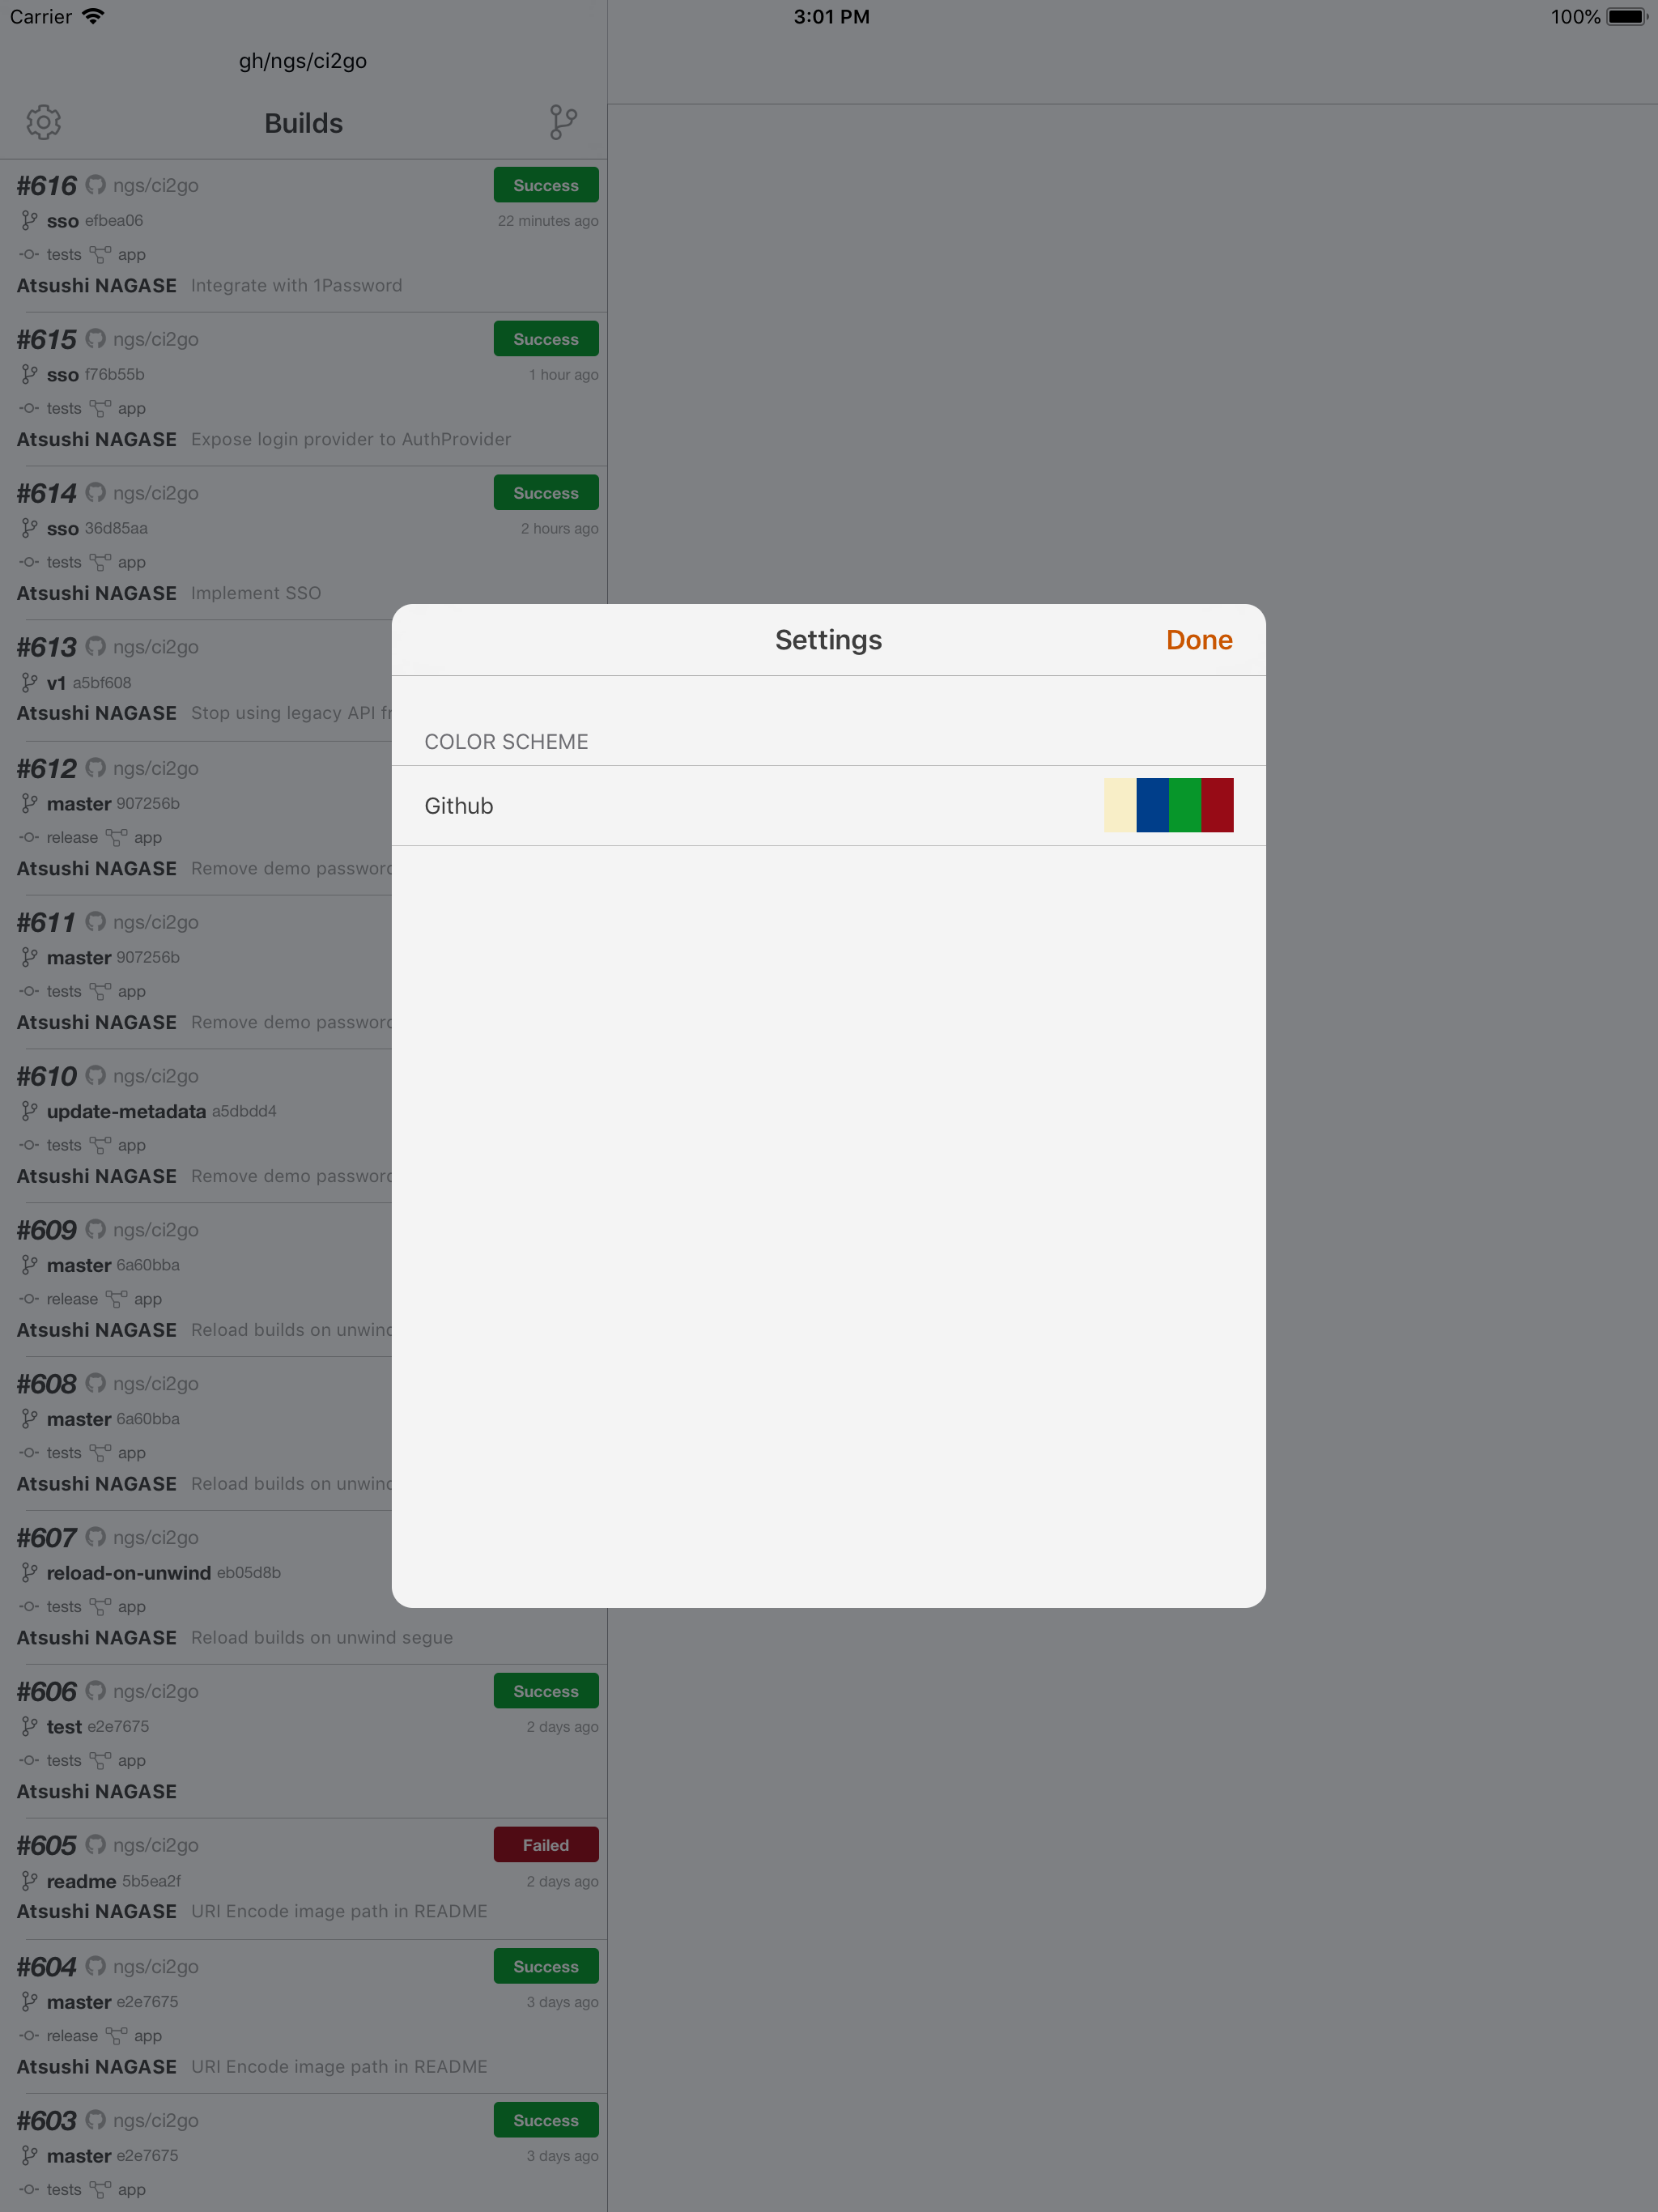 Carrier 3:01 PM 100%
gh/ngs/ci2go
Builds
#616 ngs/ci2go Success
sso efbea06 22 minutes ago
tests app
Atsushi NAGASE Integrate with 1Password
#615 ngs/ci2go Success
sso f76b55b 1 hour ago
tests app
Atsushi NAGASE Expose login provider to AuthProvider
#614 ngs/ci2go Success
sso 36d85aa 2 hours ago
tests app
Atsushi NAGASE Implement SSO
#613 ngs/ci2go
v1 a5bf608
Atsushi NAGASE Stop using legacy API
#612 ngs/ci2go
master 907256b
release app
Atsushi NAGASE Remove demo password
#611 ngs/ci2go
master 907256b
tests app
Atsushi NAGASE Remove demo password
#610 ngs/ci2go
update-metadata a5dbdd4
tests app
Atsushi NAGASE Remove demo password
#609 ngs/ci2go
master 6a60bba
release app
Atsushi NAGASE Reload builds on unwind
#608 ngs/ci2go
master 6a60bba
tests app
Atsushi NAGASE Reload builds on unwind
#607 ngs/ci2go
reload-on-unwind eb05d8b
tests app
Atsushi NAGASE Reload builds on unwind segue
#606 ngs/ci2go Success
test e2e7675 2 days ago
tests app
Atsushi NAGASE
#605 ngs/ci2go Failed
readme 5b5ea2f 2 days ago
Atsushi NAGASE URI Encode image path in README
#604 ngs/ci2go Success
master e2e7675 3 days ago
release app
Atsushi NAGASE URI Encode image path in README
#603 ngs/ci2go Success
master e2e7675 3 days ago
tests app
Settings Done
COLOR SCHEME
Github